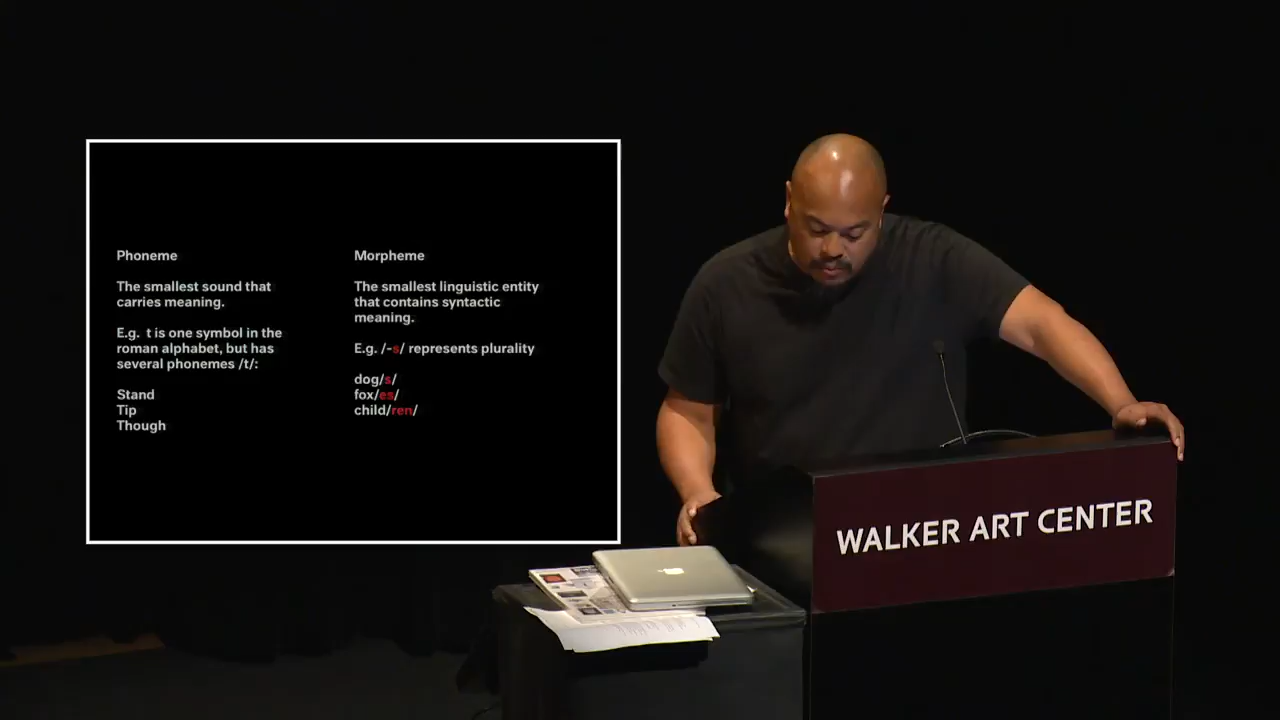 Phoneme
The smallest sound that
carries meaning.
E.g.  t is one symbol in the
roman alphabet, but has
several phonemes /t/:
Stand
Tip
Though
Morpheme
The smallest linguistic entity
that contains syntactic
meaning.
E.g. /-s/ represents plurality
dog/s/
fox/es/
child/ren/
WALKER ART CENTER